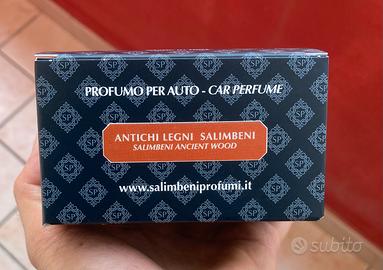 PROFUMO PER AUTO - CAR PERFUME
ANTICHI LEGNI SALIMBENI
SALIMBENI ANCIENT WOOD
www.salimbeniprofumi.it
subito